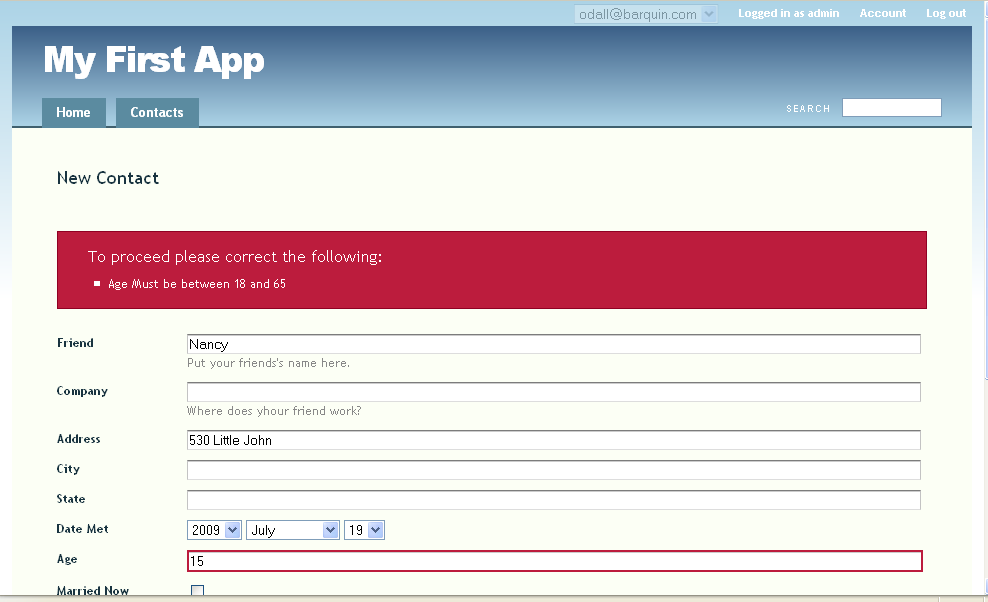 odall@barquin.com Logged in as admin Account Log out
My First App
Home Contacts SEARCH
New Contact
To proceed please correct the following:
Age Must be between 18 and 65
Friend Nancy
Put your friends's name here.
Company
Where does yhour friend work?
Address 530 Little John
City
State
Date Met 2009 July 19
Age 15
Married Now